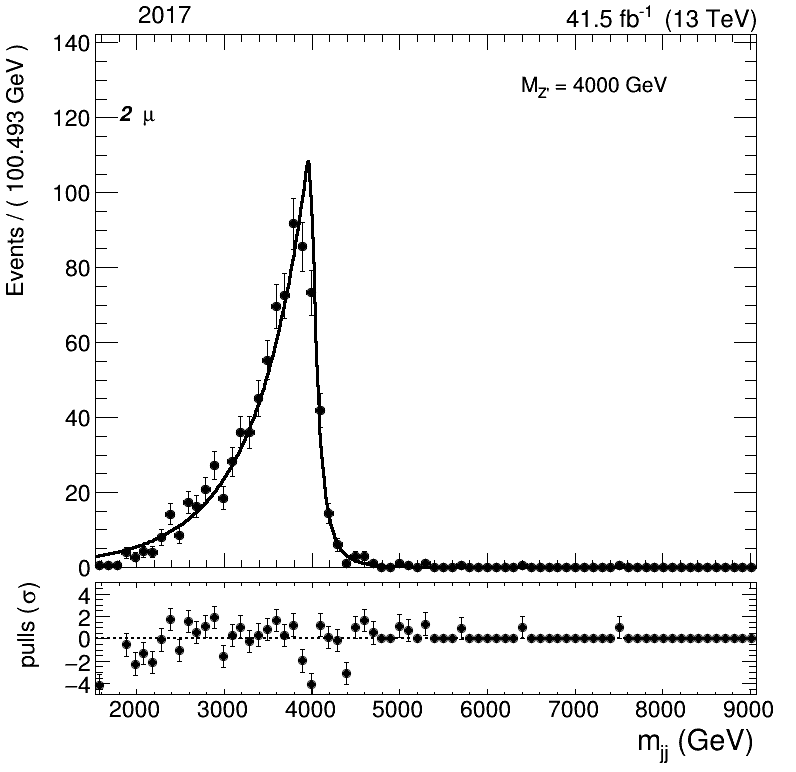 2017 41.5 fb⁻¹ (13 TeV)
Events / ( 100.493 GeV )
140
120
100
80
60
40
20
0
2 μ
M_Z' = 4000 GeV
pulls (σ)
4
2
0
−2
−4
2000 3000 4000 5000 6000 7000 8000 9000
m_jj (GeV)